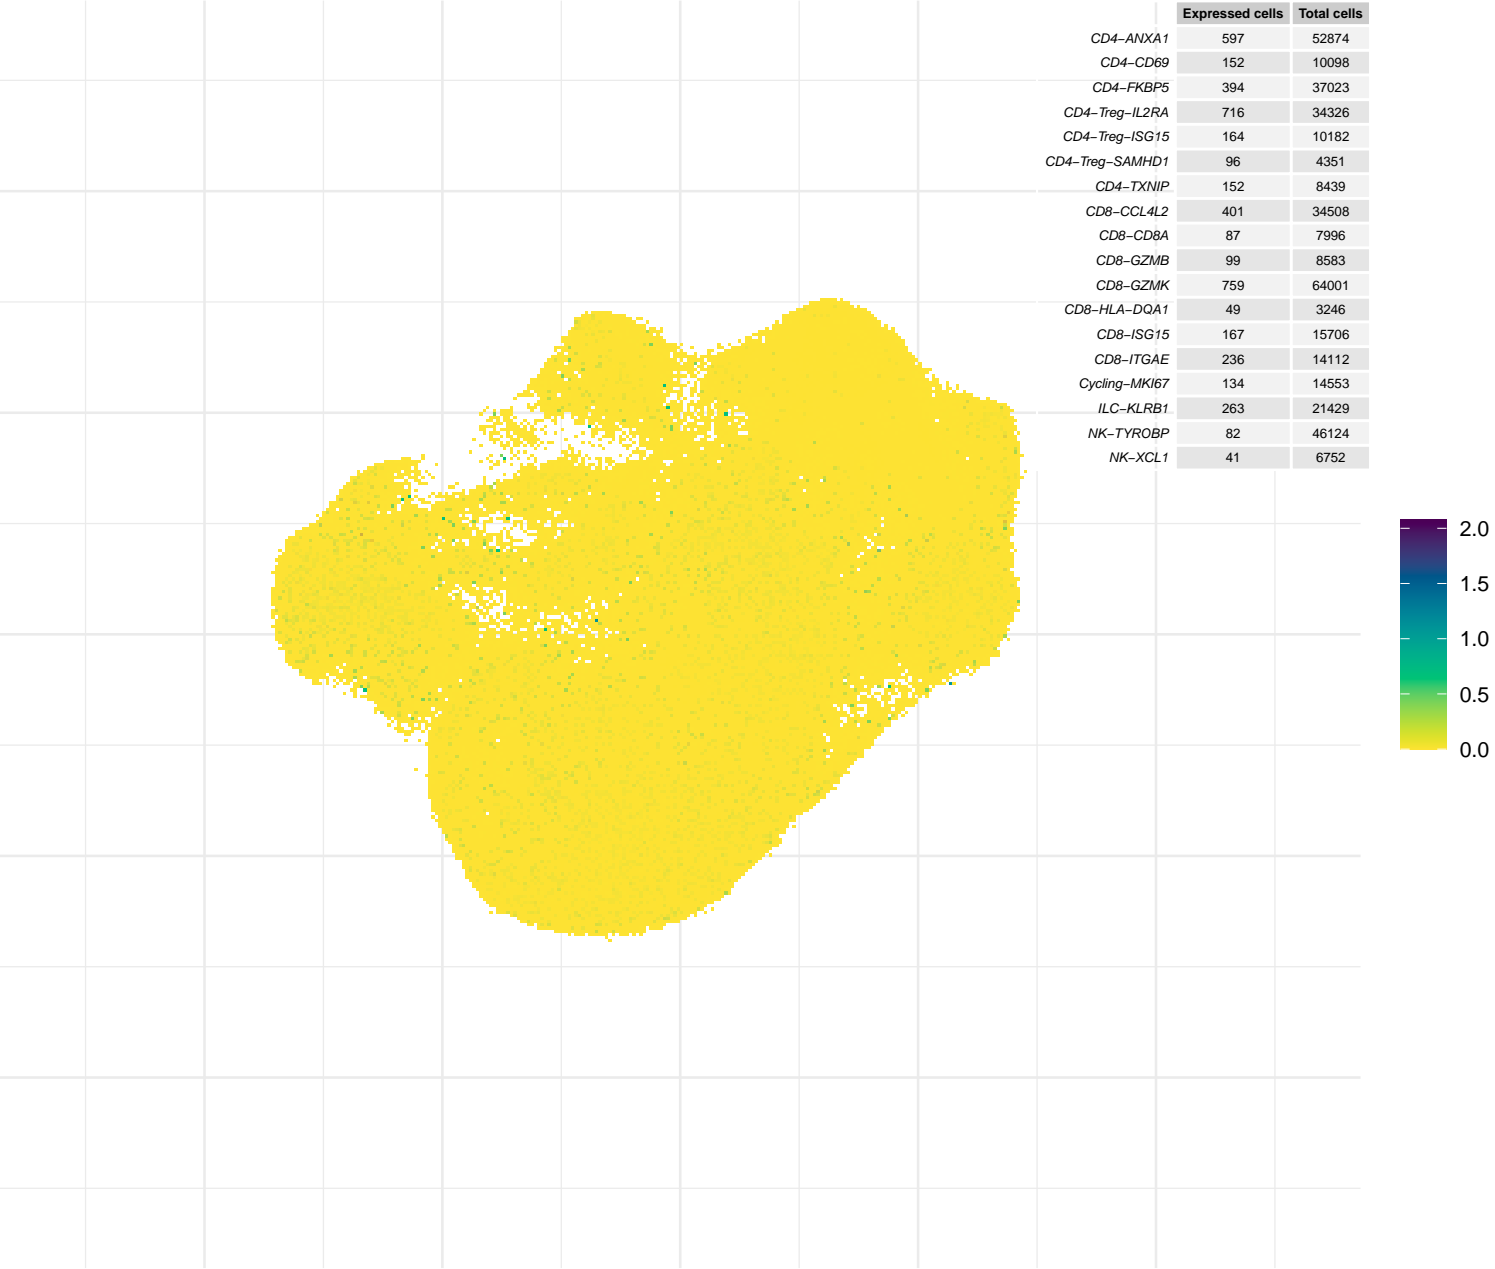 Expressed cells Total cells
CD4−ANXA1 597 52874
CD4−CD69 152 10098
CD4−FKBP5 394 37023
CD4−Treg−IL2RA 716 34326
CD4−Treg−ISG15 164 10182
CD4−Treg−SAMHD1 96 4351
CD4−TXNIP 152 8439
CD8−CCL4L2 401 34508
CD8−CD8A 87 7996
CD8−GZMB 99 8583
CD8−GZMK 759 64001
CD8−HLA−DQA1 49 3246
CD8−ISG15 167 15706
CD8−ITGAE 236 14112
Cycling−MKI67 134 14553
ILC−KLRB1 263 21429
NK−TYROBP 82 46124
NK−XCL1 41 6752
2.0
1.5
1.0
0.5
0.0